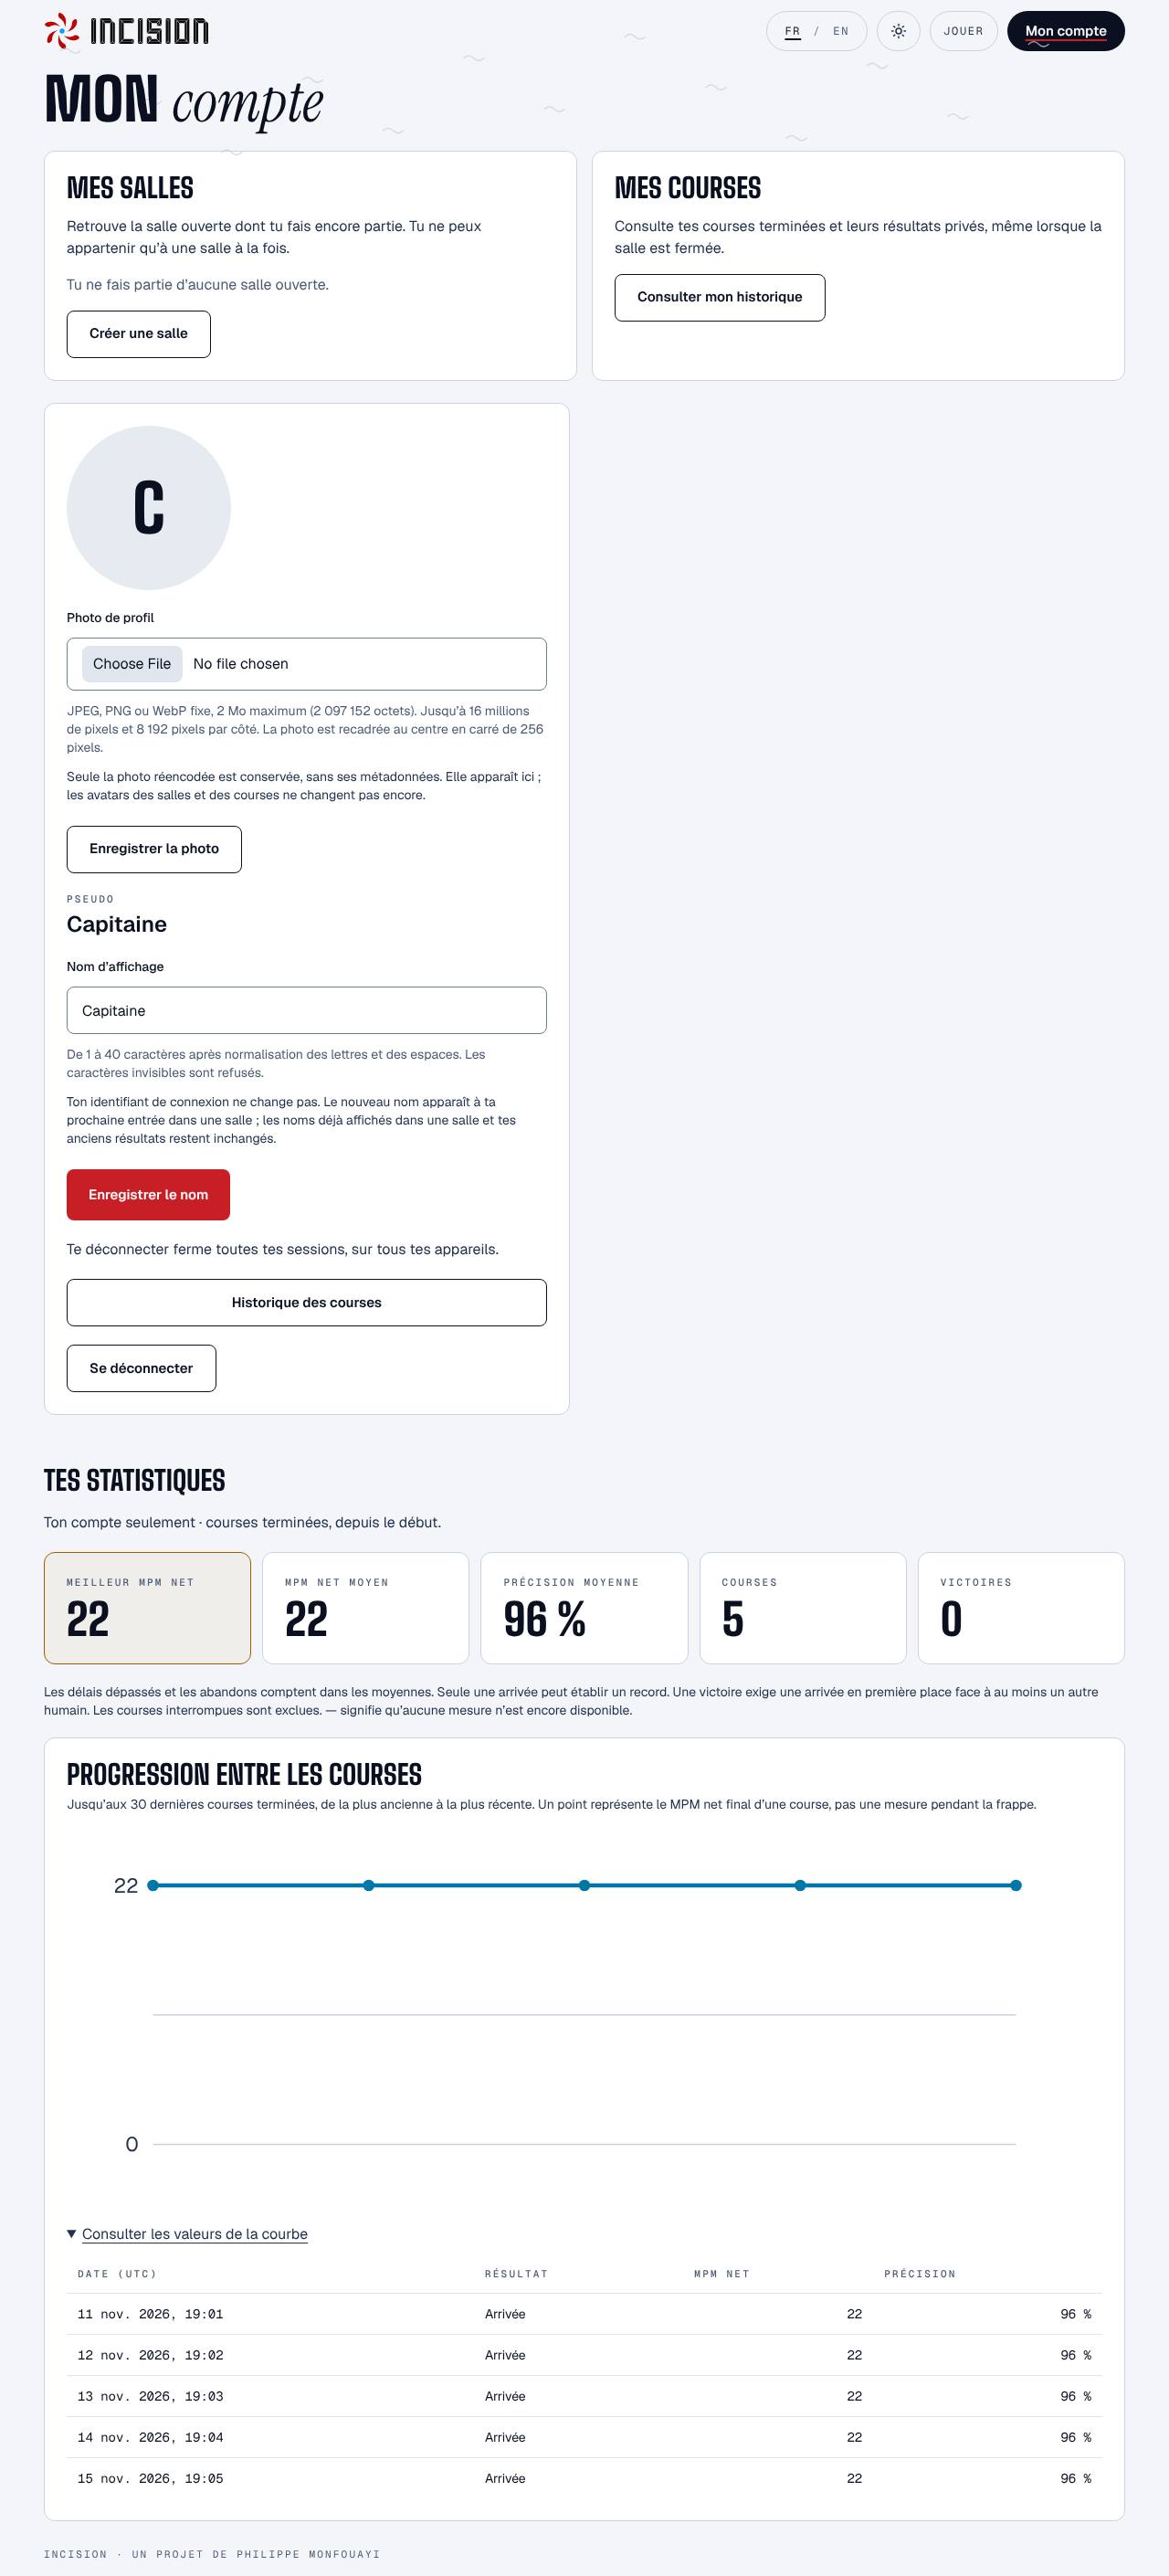 INCISION
FR / EN
JOUER
Mon compte
MON compte
MES SALLES
Retrouve la salle ouverte dont tu fais encore partie. Tu ne peux
appartenir qu’à une salle à la fois.
Tu ne fais partie d’aucune salle ouverte.
Créer une salle
MES COURSES
Consulte tes courses terminées et leurs résultats privés, même lorsque la
salle est fermée.
Consulter mon historique
C
Photo de profil
Choose File No file chosen
JPEG, PNG ou WebP fixe, 2 Mo maximum (2 097 152 octets). Jusqu’à 16 millions
de pixels et 8 192 pixels par côté. La photo est recadrée au centre en carré de 256
pixels.
Seule la photo réencodée est conservée, sans ses métadonnées. Elle apparaît ici ;
les avatars des salles et des courses ne changent pas encore.
Enregistrer la photo
PSEUDO
Capitaine
Nom d’affichage
Capitaine
De 1 à 40 caractères après normalisation des lettres et des espaces. Les
caractères invisibles sont refusés.
Ton identifiant de connexion ne change pas. Le nouveau nom apparaît à ta
prochaine entrée dans une salle ; les noms déjà affichés dans une salle et tes
anciens résultats restent inchangés.
Enregistrer le nom
Te déconnecter ferme toutes tes sessions, sur tous tes appareils.
Historique des courses
Se déconnecter
TES STATISTIQUES
Ton compte seulement · courses terminées, depuis le début.
MEILLEUR MPM NET
22
MPM NET MOYEN
22
PRÉCISION MOYENNE
96 %
COURSES
5
VICTOIRES
0
Les délais dépassés et les abandons comptent dans les moyennes. Seule une arrivée peut établir un record. Une victoire exige une arrivée en première place face à au moins un autre
humain. Les courses interrompues sont exclues. — signifie qu’aucune mesure n’est encore disponible.
PROGRESSION ENTRE LES COURSES
Jusqu’aux 30 dernières courses terminées, de la plus ancienne à la plus récente. Un point représente le MPM net final d’une course, pas une mesure pendant la frappe.
22
0
▼ Consulter les valeurs de la courbe
DATE (UTC) RÉSULTAT MPM NET PRÉCISION
11 nov. 2026, 19:01 Arrivée 22 96 %
12 nov. 2026, 19:02 Arrivée 22 96 %
13 nov. 2026, 19:03 Arrivée 22 96 %
14 nov. 2026, 19:04 Arrivée 22 96 %
15 nov. 2026, 19:05 Arrivée 22 96 %
INCISION · UN PROJET DE PHILIPPE MONFOUAYI